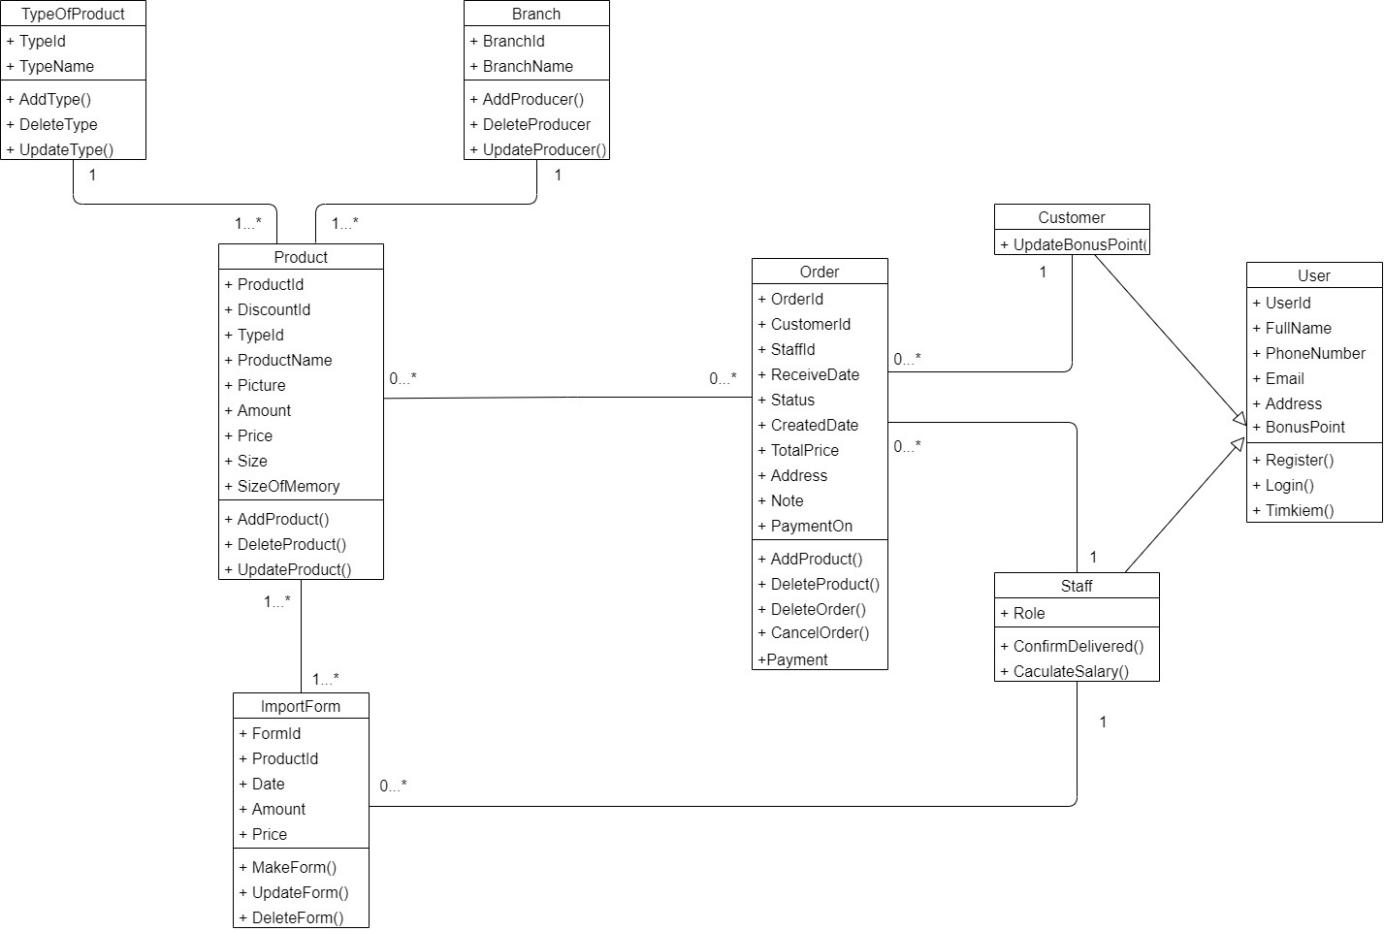 TypeOfProduct
+ TypeId
+ TypeName
+ AddType()
+ DeleteType
+ UpdateType()
1
1...*
Branch
+ BranchId
+ BranchName
+ AddProducer()
+ DeleteProducer
+ UpdateProducer()
1
1...*
Product
+ ProductId
+ DiscountId
+ TypeId
+ ProductName
+ Picture
+ Amount
+ Price
+ Size
+ SizeOfMemory
+ AddProduct()
+ DeleteProduct()
+ UpdateProduct()
0...*
0...*
1...*
1...*
Order
+ OrderId
+ CustomerId
+ StaffId
+ ReceiveDate
+ Status
+ CreatedDate
+ TotalPrice
+ Address
+ Note
+ PaymentOn
+ AddProduct()
+ DeleteProduct()
+ DeleteOrder()
+ CancelOrder()
+Payment
0...*
0...*
Customer
+ UpdateBonusPoint(
1
User
+ UserId
+ FullName
+ PhoneNumber
+ Email
+ Address
+ BonusPoint
+ Register()
+ Login()
+ Timkiem()
1
Staff
+ Role
+ ConfirmDelivered()
+ CaculateSalary()
1
ImportForm
+ FormId
+ ProductId
+ Date
+ Amount
+ Price
+ MakeForm()
+ UpdateForm()
+ DeleteForm()
0...*